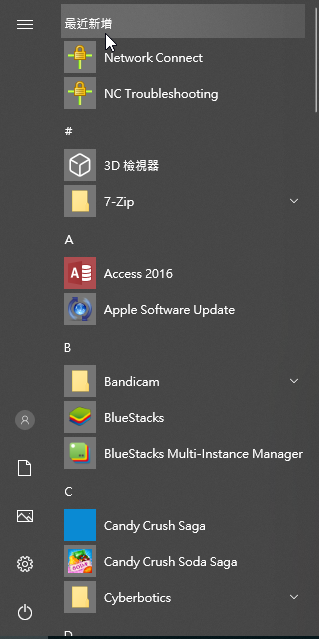 最近新增
Network Connect
NC Troubleshooting
#
3D 檢視器
7-Zip
A
Access 2016
Apple Software Update
B
Bandicam
BlueStacks
BlueStacks Multi-Instance Manager
C
Candy Crush Saga
Candy Crush Soda Saga
Cyberbotics
D